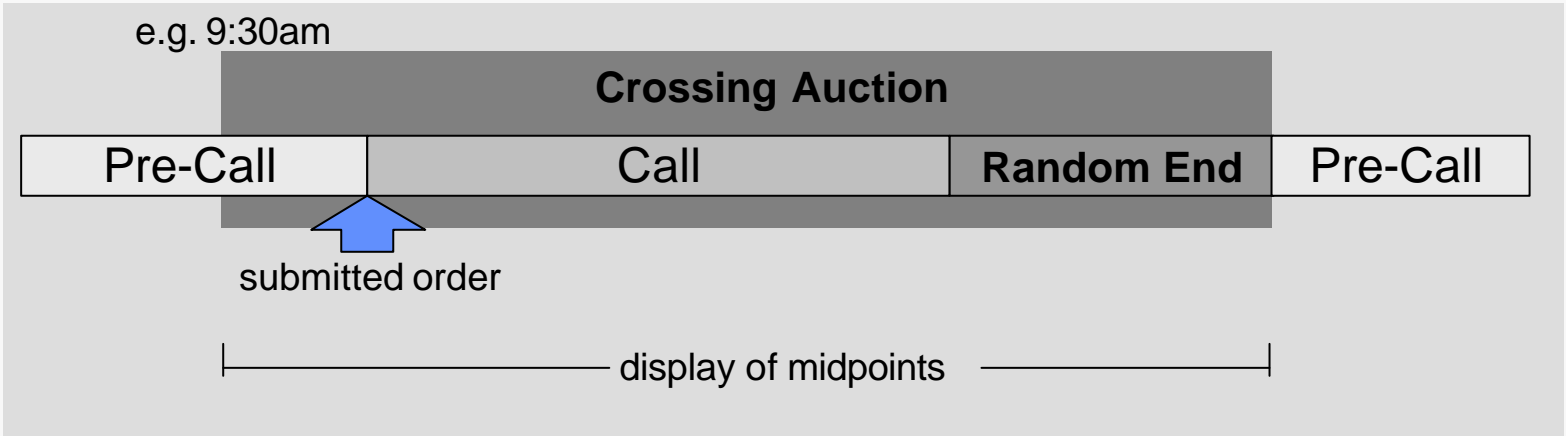 e.g. 9:30am
Crossing Auction
Pre-Call Call Random End Pre-Call
submitted order
display of midpoints